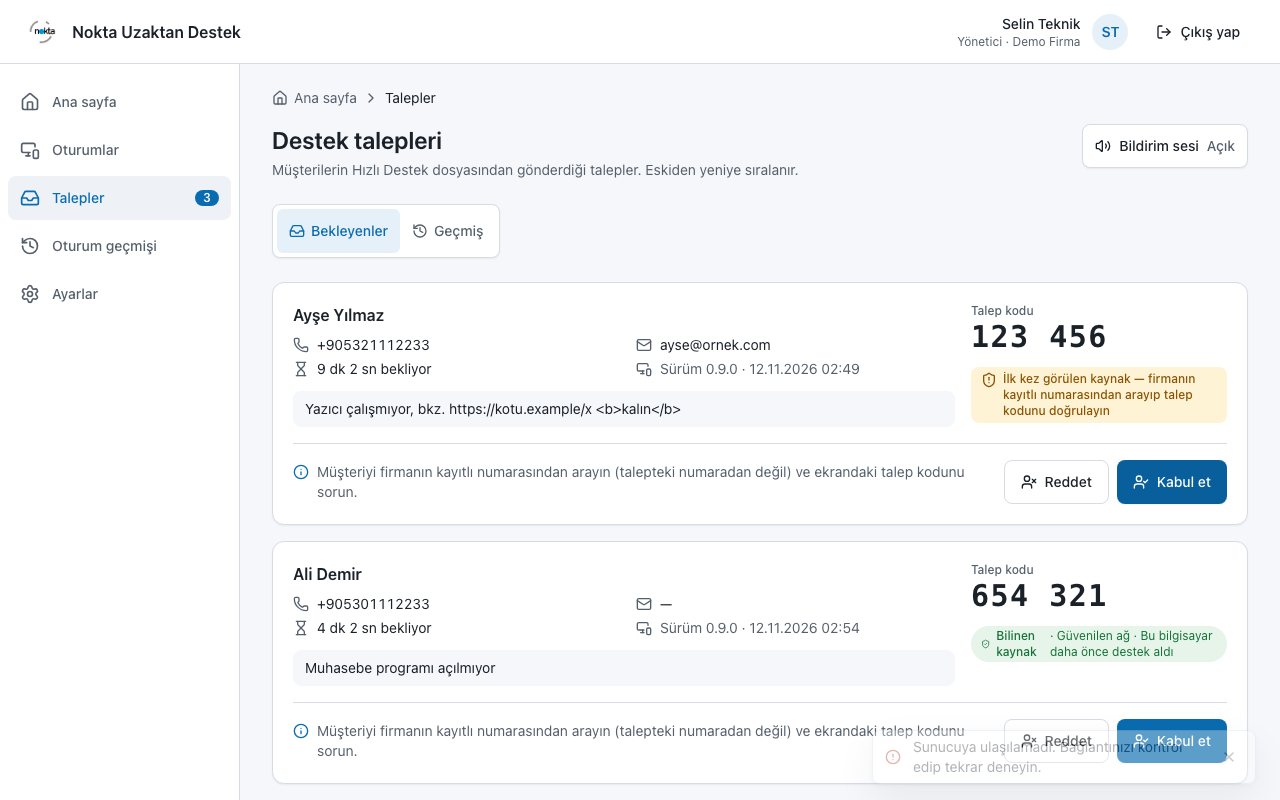 nokta
Nokta Uzaktan Destek
Selin Teknik
Yönetici · Demo Firma
ST
Çıkış yap
Ana sayfa
Oturumlar
Talepler
3
Oturum geçmişi
Ayarlar
Ana sayfa
Talepler
Destek talepleri
Müşterilerin Hızlı Destek dosyasından gönderdiği talepler. Eskiden yeniye sıralanır.
Bildirim sesi Açık
Bekleyenler
Geçmiş
Ayşe Yılmaz
+905321112233
ayse@ornek.com
9 dk 2 sn bekliyor
Sürüm 0.9.0 · 12.11.2026 02:49
Yazıcı çalışmıyor, bkz. https://kotu.example/x <b>kalın</b>
Talep kodu
123 456
İlk kez görülen kaynak — firmanın
kayıtlı numarasından arayıp talep
kodunu doğrulayın
Müşteriyi firmanın kayıtlı numarasından arayın (talepteki numaradan değil) ve ekrandaki talep kodunu
sorun.
Reddet
Kabul et
Ali Demir
+905301112233
—
4 dk 2 sn bekliyor
Sürüm 0.9.0 · 12.11.2026 02:54
Muhasebe programı açılmıyor
Talep kodu
654 321
Bilinen
kaynak
· Güvenilen ağ · Bu bilgisayar
daha önce destek aldı
Müşteriyi firmanın kayıtlı numarasından arayın (talepteki numaradan değil) ve ekrandaki talep kodunu
sorun.
Reddet
Kabul et
Sunucuya ulaşılamadı. Bağlantınızı kontrol
edip tekrar deneyin.